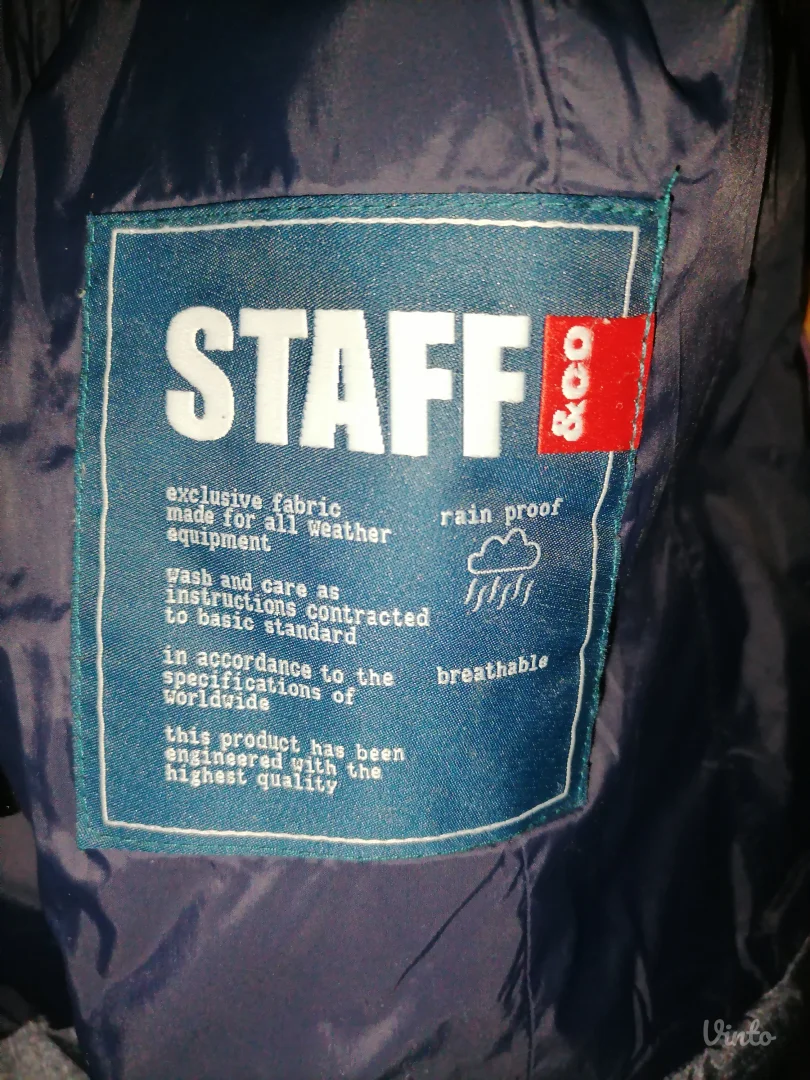 STAFF
&co
exclusive fabric
made for all weather
equipment
Wash and care as
instructions contracted
to basic standard
in accordance to the
specifications of
Worldwide
this product has been
engineered with the
highest quality
rain proof
breathable
Vinto